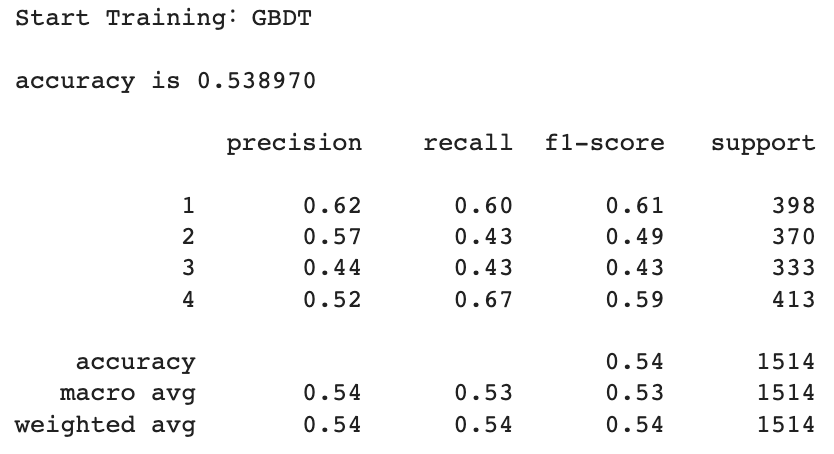 Start Training: GBDT
accuracy is 0.538970
precision recall f1-score support
1 0.62 0.60 0.61 398
2 0.57 0.43 0.49 370
3 0.44 0.43 0.43 333
4 0.52 0.67 0.59 413
accuracy 0.54 1514
macro avg 0.54 0.53 0.53 1514
weighted avg 0.54 0.54 0.54 1514